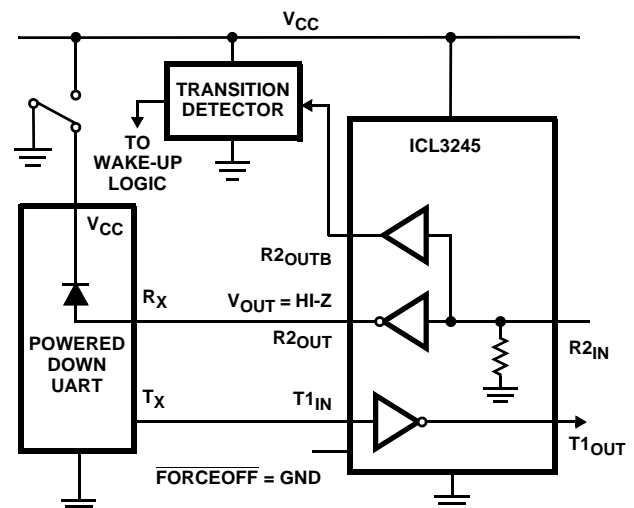 VCC
TRANSITION
DETECTOR
TO
WAKE-UP
LOGIC
ICL3245
VCC
R2OUTB
RX
VOUT = HI-Z
POWERED
DOWN
UART
R2OUT
R2IN
TX
T1IN
T1OUT
FORCEOFF = GND